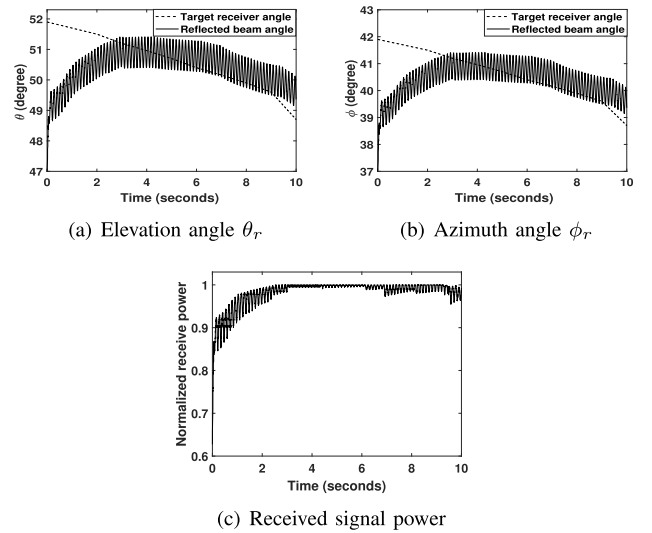 52
51
50
49
48
47
θ (degree)
Target receiver angle
Reflected beam angle
0 2 4 6 8 10
Time (seconds)
(a) Elevation angle θr
43
42
41
40
39
38
37
ϕ (degree)
Target receiver angle
Reflected beam angle
0 2 4 6 8 10
Time (seconds)
(b) Azimuth angle ϕr
1
0.9
0.8
0.7
0.6
Normalized receive power
0 2 4 6 8 10
Time (seconds)
(c) Received signal power